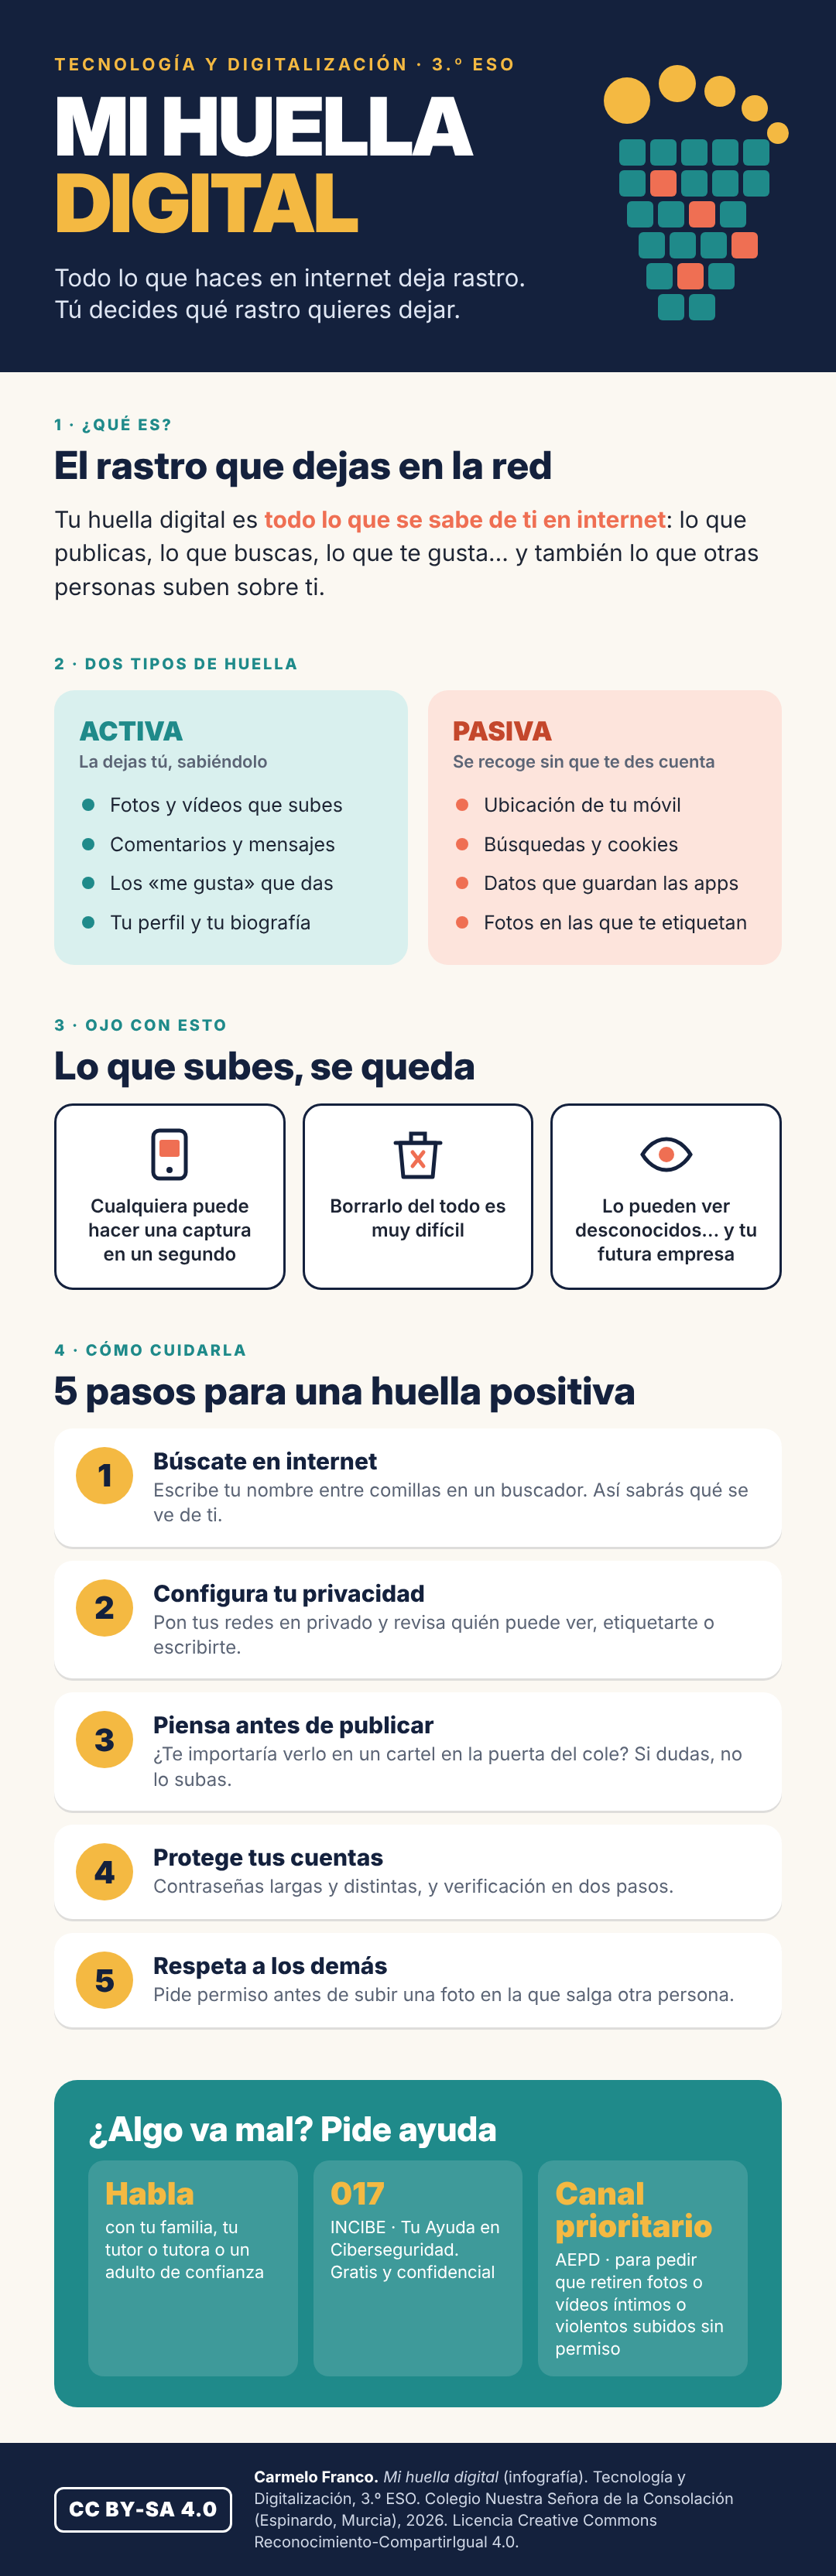 TECNOLOGÍA Y DIGITALIZACIÓN · 3.º ESO
MI HUELLA
DIGITAL
Todo lo que haces en internet deja rastro.
Tú decides qué rastro quieres dejar.
1 · ¿QUÉ ES?
El rastro que dejas en la red
Tu huella digital es todo lo que se sabe de ti en internet: lo que
publicas, lo que buscas, lo que te gusta… y también lo que otras
personas suben sobre ti.
2 · DOS TIPOS DE HUELLA
ACTIVA
La dejas tú, sabiéndolo
Fotos y vídeos que subes
Comentarios y mensajes
Los «me gusta» que das
Tu perfil y tu biografía
PASIVA
Se recoge sin que te des cuenta
Ubicación de tu móvil
Búsquedas y cookies
Datos que guardan las apps
Fotos en las que te etiquetan
3 · OJO CON ESTO
Lo que subes, se queda
Cualquiera puede
hacer una captura
en un segundo
Borrarlo del todo es
muy difícil
Lo pueden ver
desconocidos… y tu
futura empresa
4 · CÓMO CUIDARLA
5 pasos para una huella positiva
1
Búscate en internet
Escribe tu nombre entre comillas en un buscador. Así sabrás qué se
ve de ti.
2
Configura tu privacidad
Pon tus redes en privado y revisa quién puede ver, etiquetarte o
escribirte.
3
Piensa antes de publicar
¿Te importaría verlo en un cartel en la puerta del cole? Si dudas, no
lo subas.
4
Protege tus cuentas
Contraseñas largas y distintas, y verificación en dos pasos.
5
Respeta a los demás
Pide permiso antes de subir una foto en la que salga otra persona.
¿Algo va mal? Pide ayuda
Habla
con tu familia, tu
tutor o tutora o un
adulto de confianza
017
INCIBE · Tu Ayuda en
Ciberseguridad.
Gratis y confidencial
Canal
prioritario
AEPD · para pedir
que retiren fotos o
vídeos íntimos o
violentos subidos sin
permiso
CC BY-SA 4.0
Carmelo Franco. Mi huella digital (infografía). Tecnología y
Digitalización, 3.º ESO. Colegio Nuestra Señora de la Consolación
(Espinardo, Murcia), 2026. Licencia Creative Commons
Reconocimiento-CompartirIgual 4.0.